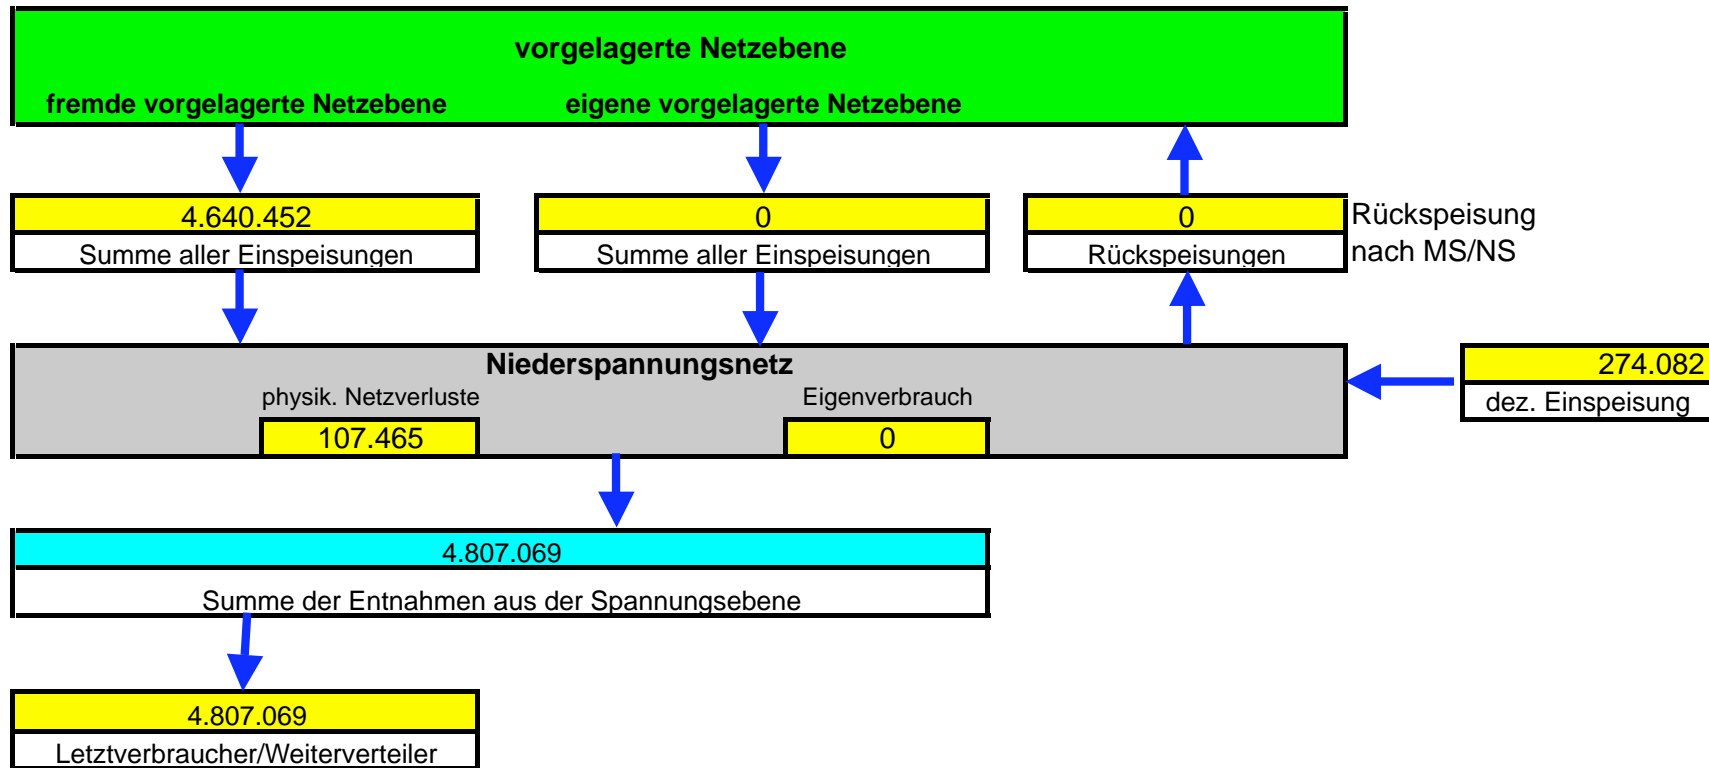 vorgelagerte Netzebene
fremde vorgelagerte Netzebene
eigene vorgelagerte Netzebene
4.640.452
Summe aller Einspeisungen
0
Summe aller Einspeisungen
0
Rückspeisungen
Rückspeisung
nach MS/NS
Niederspannungsnetz
physik. Netzverluste
107.465
Eigenverbrauch
0
274.082
dez. Einspeisung
4.807.069
Summe der Entnahmen aus der Spannungsebene
4.807.069
Letztverbraucher/Weiterverteiler